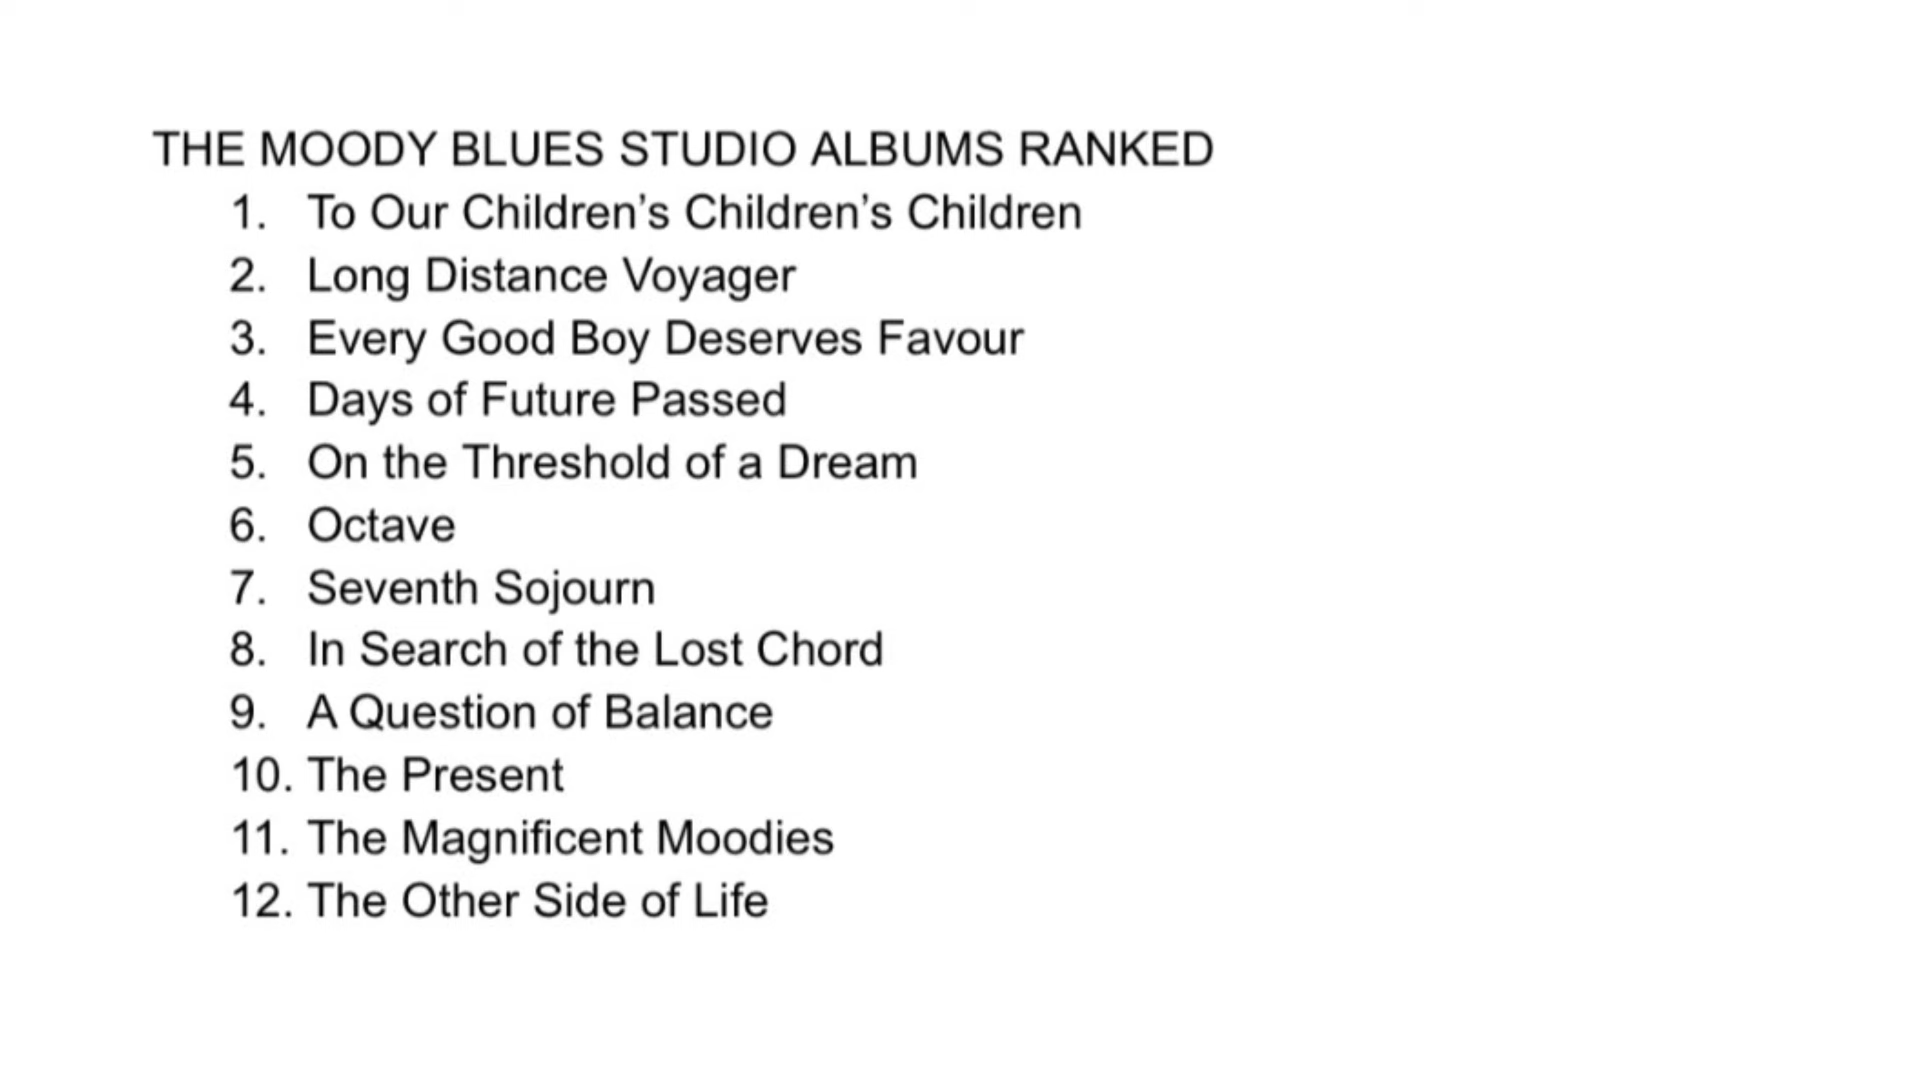 THE MOODY BLUES STUDIO ALBUMS RANKED
1. To Our Children’s Children’s Children
2. Long Distance Voyager
3. Every Good Boy Deserves Favour
4. Days of Future Passed
5. On the Threshold of a Dream
6. Octave
7. Seventh Sojourn
8. In Search of the Lost Chord
9. A Question of Balance
10. The Present
11. The Magnificent Moodies
12. The Other Side of Life